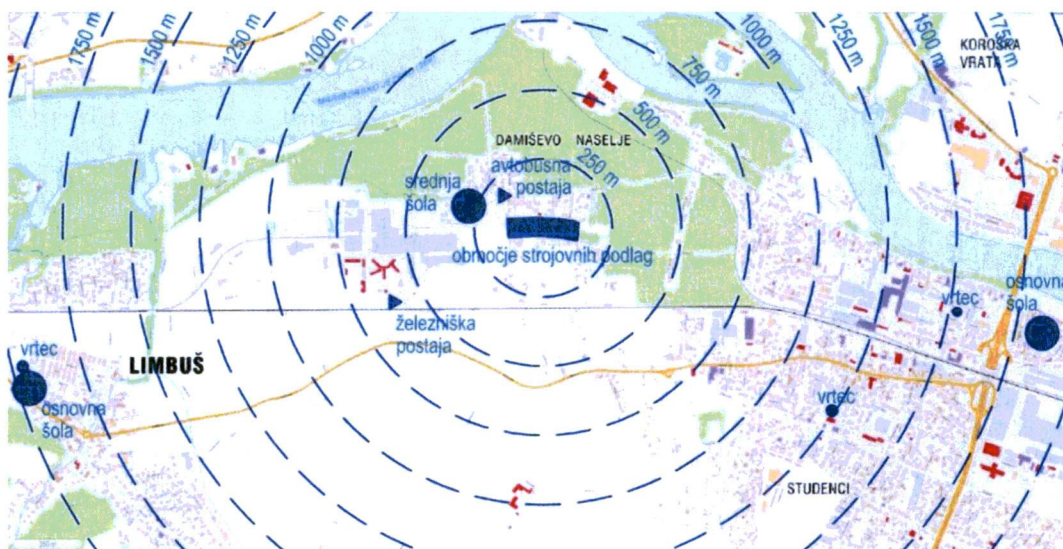 1750 m
1500 m
1250 m
1000 m
1000 m
1250 m
1500 m
1750 m
KOROŠKA
VRATA
750 m
500 m
DAMIŠEVO NASELJE
250 m
avtobusna
postaja
srednja
šola
območje strojovnih podlag
vrtec
osnovna
šola
železniška
postaja
vrtec
LIMBUŠ
osnovna
šola
vrtec
STUDENCI